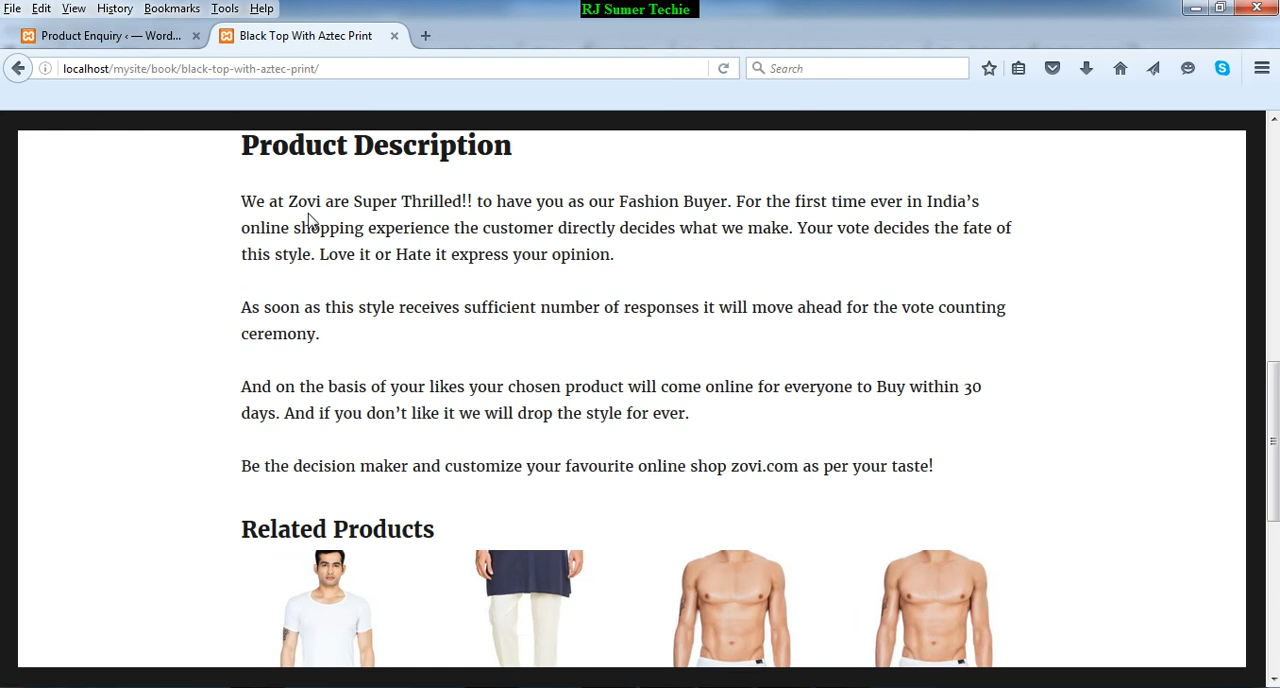 File Edit View History Bookmarks Tools Help
RJ Sumer Techie
Product Enquiry ‹ — Word...
Black Top With Aztec Print
localhost/mysite/book/black-top-with-aztec-print/
Search
Product Description
We at Zovi are Super Thrilled!! to have you as our Fashion Buyer. For the first time ever in India’s
online shopping experience the customer directly decides what we make. Your vote decides the fate of
this style. Love it or Hate it express your opinion.
As soon as this style receives sufficient number of responses it will move ahead for the vote counting
ceremony.
And on the basis of your likes your chosen product will come online for everyone to Buy within 30
days. And if you don’t like it we will drop the style for ever.
Be the decision maker and customize your favourite online shop zovi.com as per your taste!
Related Products